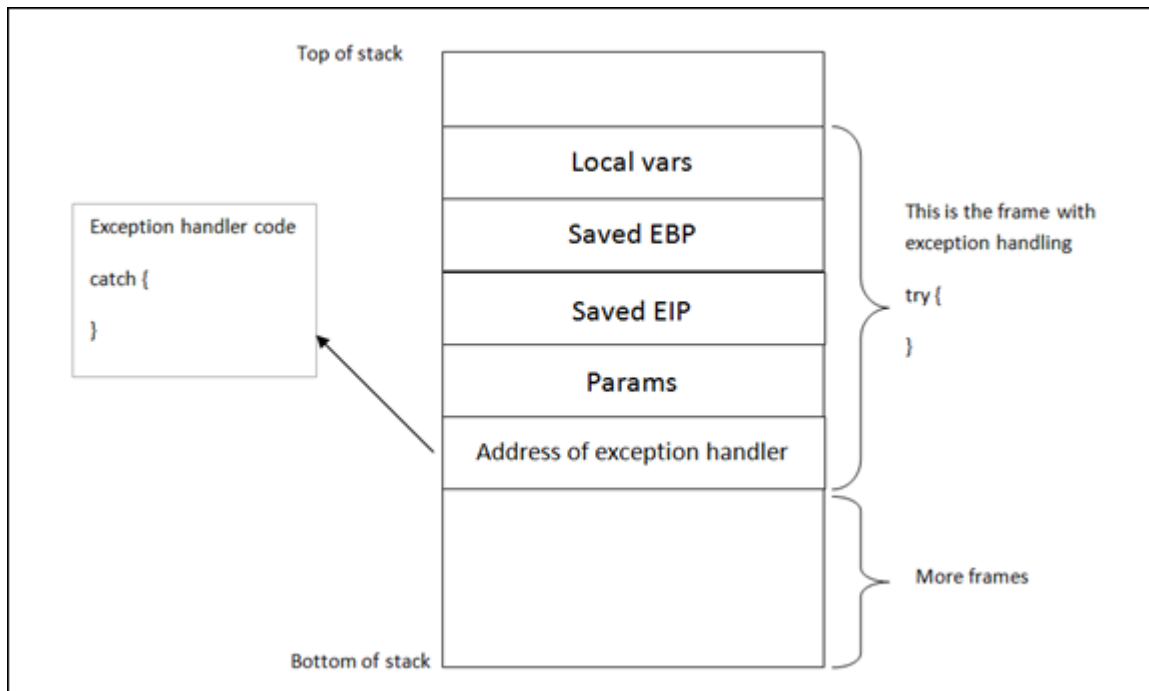 Top of stack
Local vars
Saved EBP
Saved EIP
Params
Address of exception handler
Bottom of stack
Exception handler code
catch {
}
This is the frame with
exception handling
try {
}
More frames